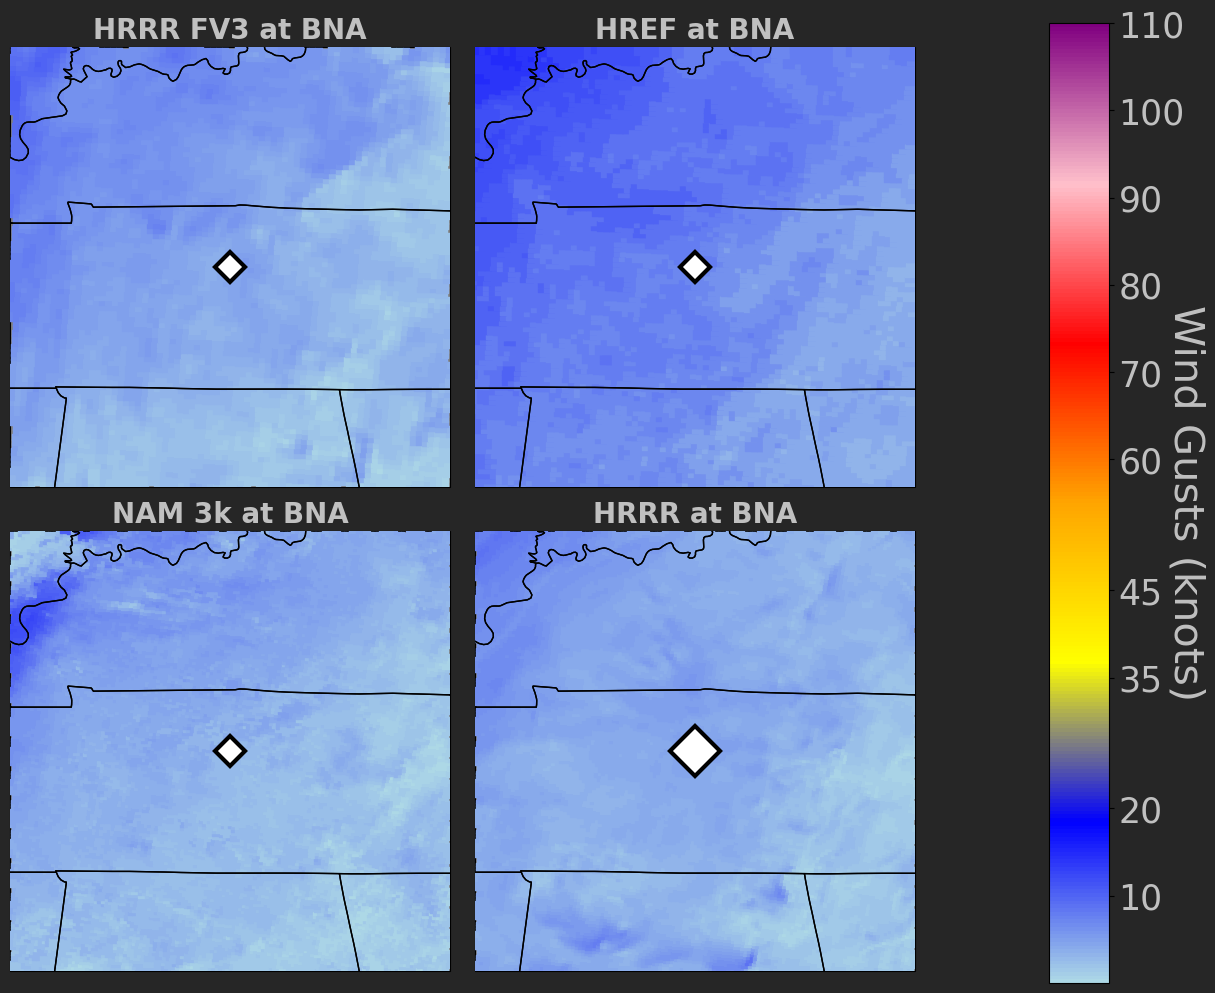 HRRR FV3 at BNA
HREF at BNA
NAM 3k at BNA
HRRR at BNA
110
100
90
80
70
60
45
35
20
10
Wind Gusts (knots)